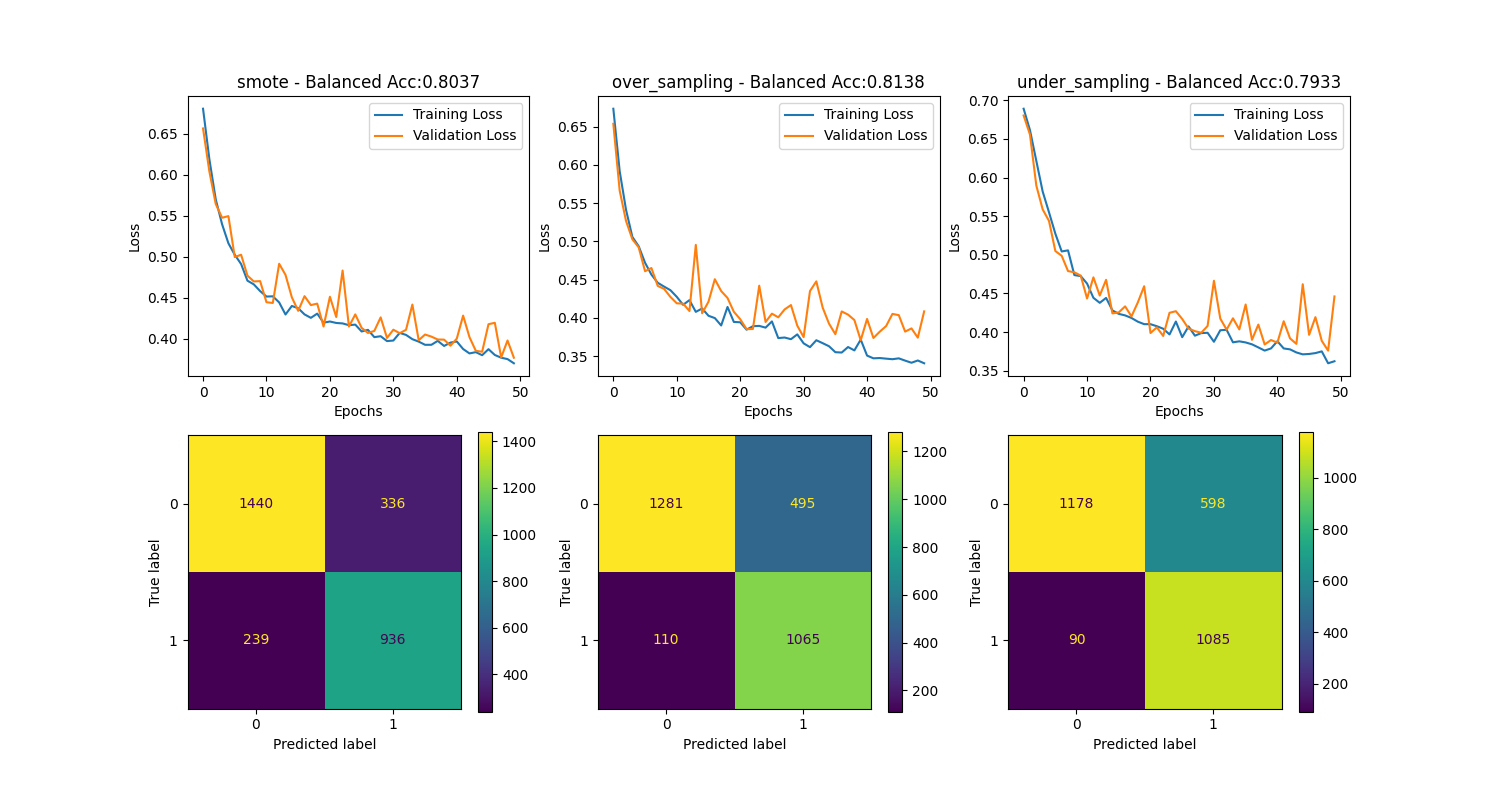 smote - Balanced Acc:0.8037
Training Loss
Validation Loss
0.65
0.60
0.55
0.50
0.45
0.40
Loss
0 10 20 30 40 50
Epochs
over_sampling - Balanced Acc:0.8138
Training Loss
Validation Loss
0.65
0.60
0.55
0.50
0.45
0.40
0.35
Loss
0 10 20 30 40 50
Epochs
under_sampling - Balanced Acc:0.7933
Training Loss
Validation Loss
0.70
0.65
0.60
0.55
0.50
0.45
0.40
0.35
Loss
0 10 20 30 40 50
Epochs
True label
0 1440 336
1 239 936
0 1
Predicted label
1400
1200
1000
800
600
400
True label
0 1281 495
1 110 1065
0 1
Predicted label
1200
1000
800
600
400
200
True label
0 1178 598
1 90 1085
0 1
Predicted label
1000
800
600
400
200